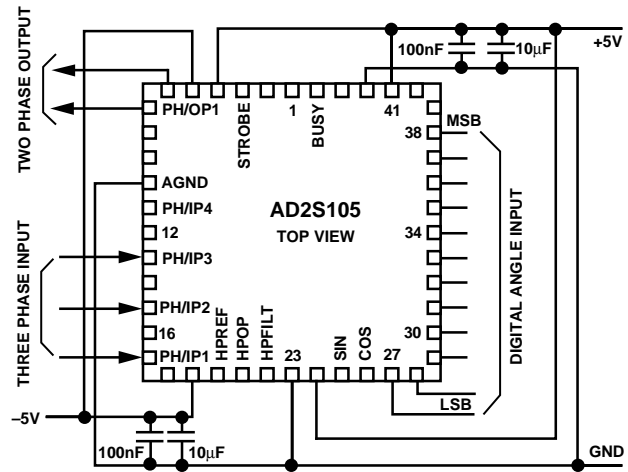 +5V
100nF
10μF
TWO PHASE OUTPUT
PH/OP1
STROBE
1
BUSY
41
38
MSB
AGND
PH/IP4
12
PH/IP3
PH/IP2
16
PH/IP1
AD2S105
TOP VIEW
34
30
DIGITAL ANGLE INPUT
THREE PHASE INPUT
HPREF
HPOP
HPFILT
23
SIN
COS
27
LSB
–5V
100nF
10μF
GND